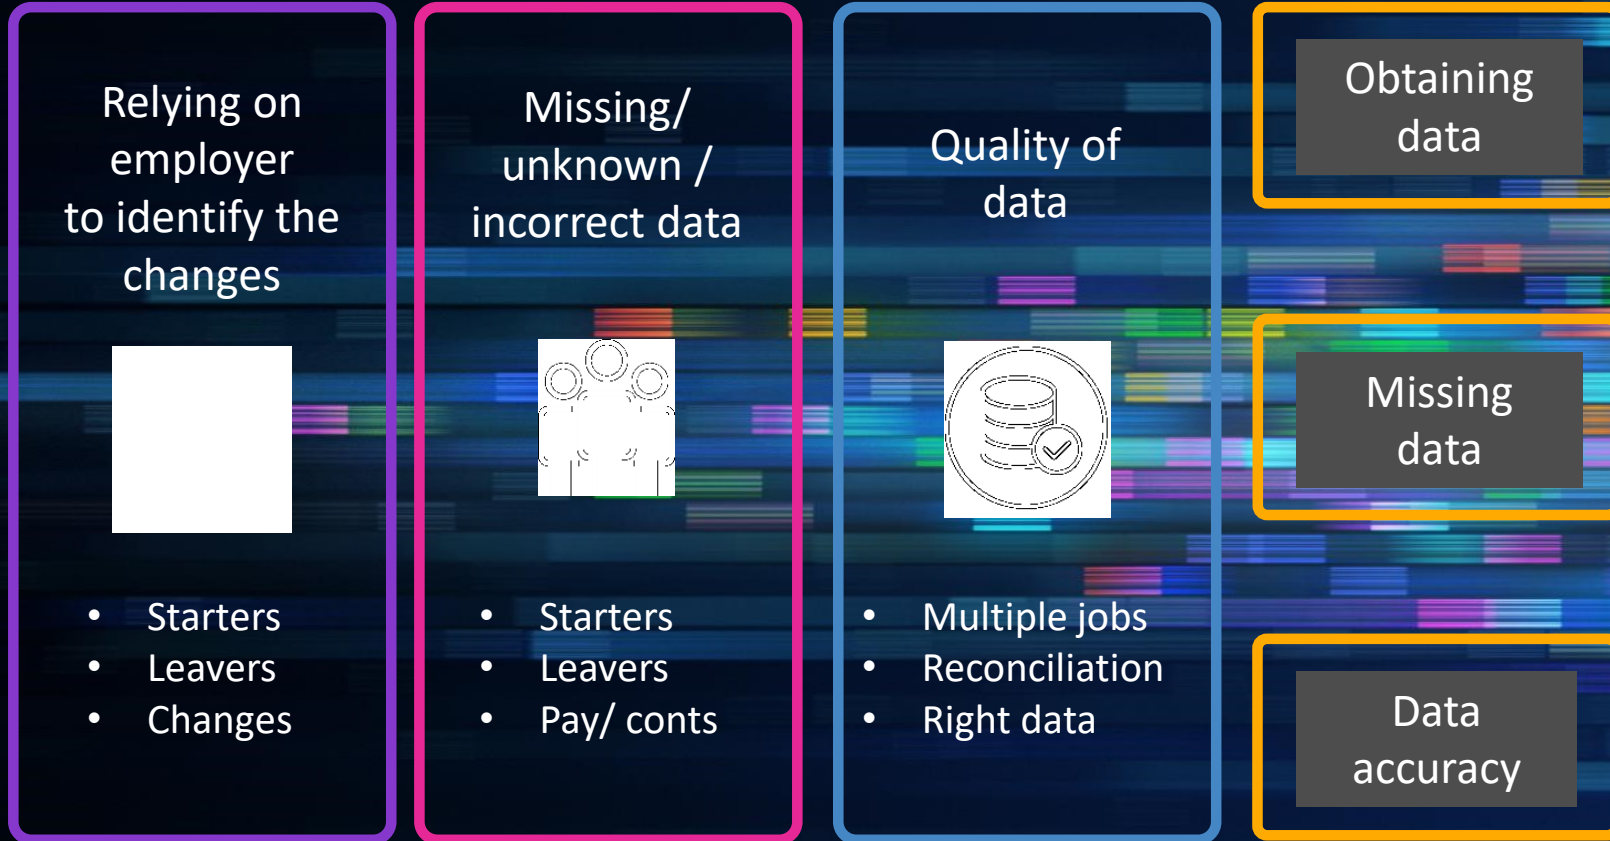 Relying on
employer
to identify the
changes
• Starters
• Leavers
• Changes
Missing/
unknown /
incorrect data
• Starters
• Leavers
• Pay/ conts
Quality of
data
• Multiple jobs
• Reconciliation
• Right data
Obtaining
data
Missing
data
Data
accuracy